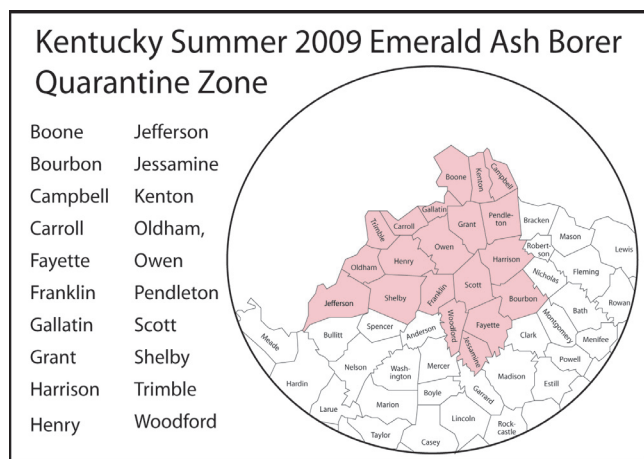 Kentucky Summer 2009 Emerald Ash Borer
Quarantine Zone
Boone
Bourbon
Campbell
Carroll
Fayette
Franklin
Gallatin
Grant
Harrison
Henry
Jefferson
Jessamine
Kenton
Oldham,
Owen
Pendleton
Scott
Shelby
Trimble
Woodford
Boone
Kenton
Campbell
Gallatin
Carroll
Trimble
Grant
Pendle-
ton
Bracken
Mason
Lewis
Owen
Robert-
son
Oldham
Henry
Harrison
Nicholas
Fleming
Rowan
Jefferson
Shelby
Franklin
Scott
Bourbon
Bath
Montgomery
Menifee
Meade
Bullitt
Spencer
Anderson
Woodford
Fayette
Clark
Powell
Nelson
Wash-
ington
Mercer
Jessamine
Madison
Estill
Hardin
Boyle
Garrard
Larue
Marion
Lincoln
Rock-
castle
Taylor
Casey